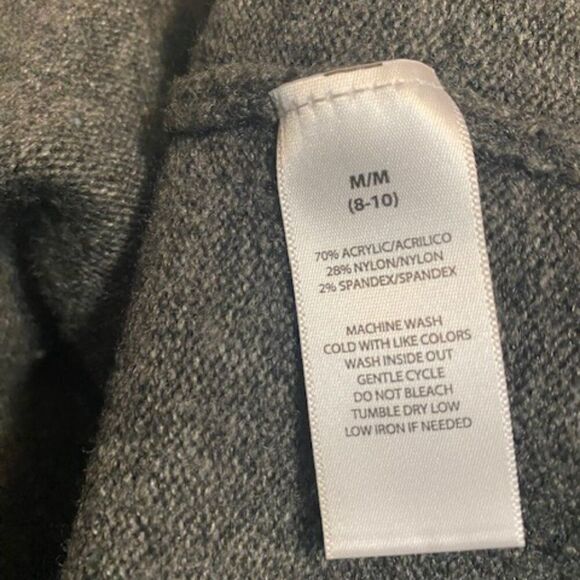 M/M
(8-10)
70% ACRYLIC/ACRILICO
28% NYLON/NYLON
2% SPANDEX/SPANDEX
MACHINE WASH
COLD WITH LIKE COLORS
WASH INSIDE OUT
GENTLE CYCLE
DO NOT BLEACH
TUMBLE DRY LOW
LOW IRON IF NEEDED